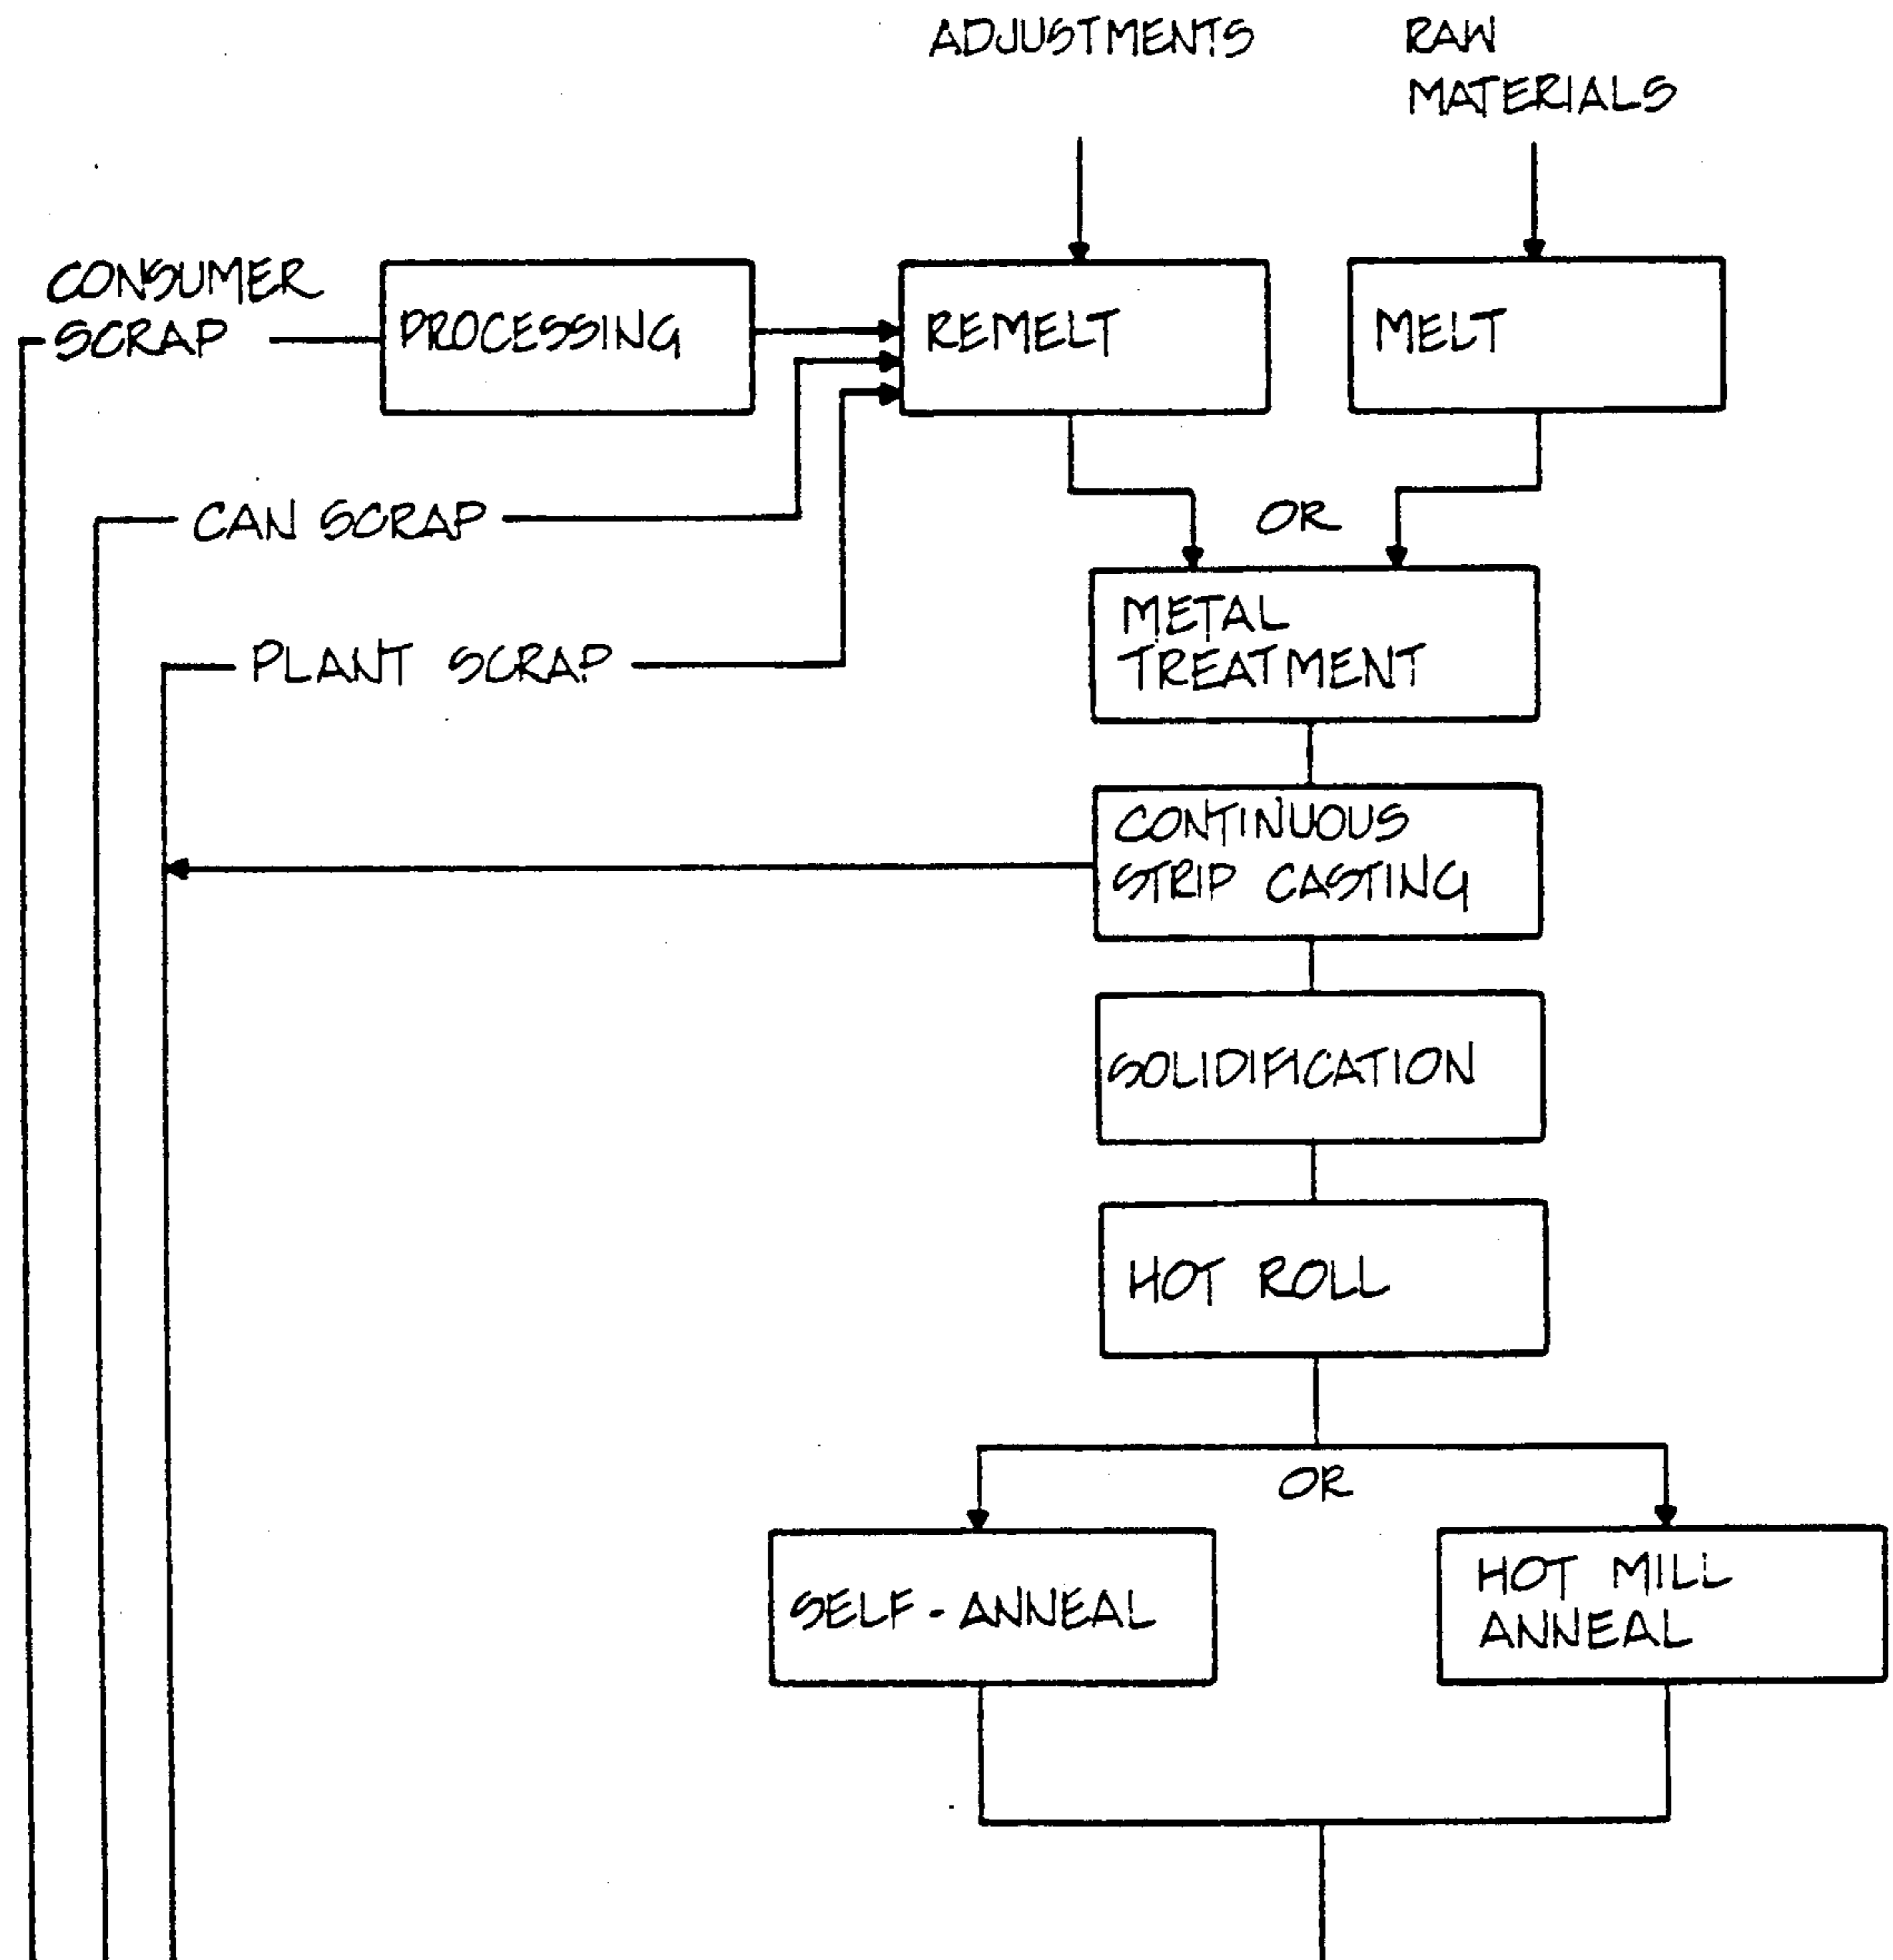 ADJUSTMENTS
RAW
MATERIALS
CONSUMER
SCRAP
PROCESSING
REMELT
MELT
CAN SCRAP
OR
PLANT SCRAP
METAL
TREATMENT
CONTINUOUS
STRIP CASTING
SOLIDIFICATION
HOT ROLL
OR
SELF-ANNEAL
HOT MILL
ANNEAL